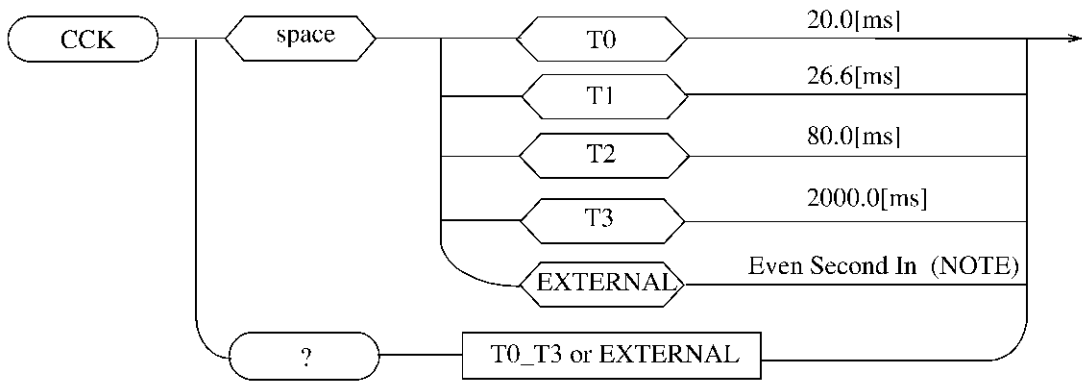 CCK space T0 20.0[ms]
T1 26.6[ms]
T2 80.0[ms]
T3 2000.0[ms]
EXTERNAL Even Second In (NOTE)
? T0_T3 or EXTERNAL